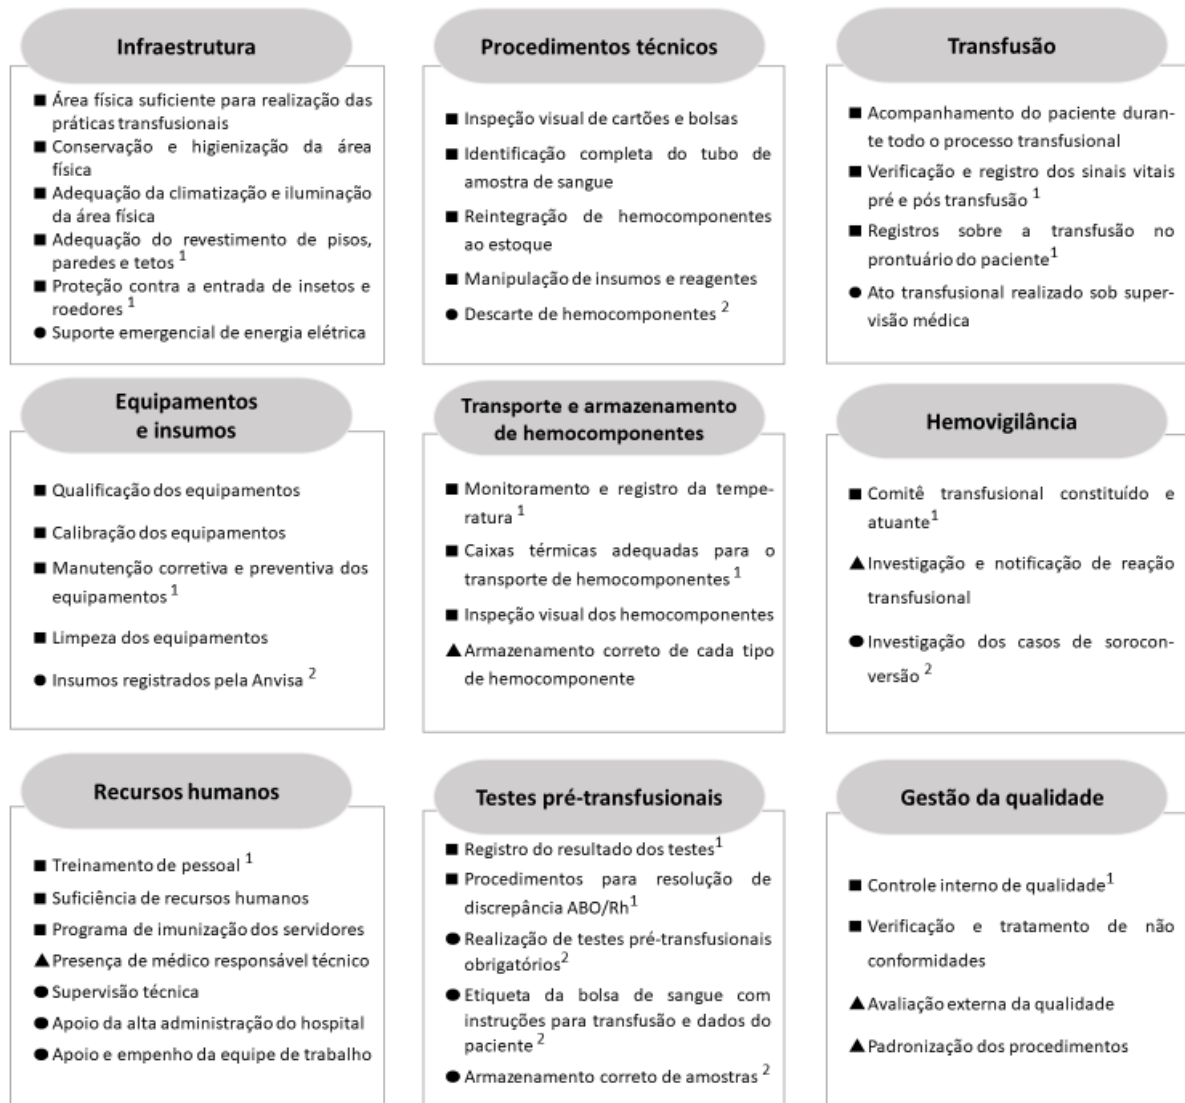 Infraestrutura
■ Área física suficiente para realização das
práticas transfusionais
■ Conservação e higienização da área
física
■ Adequação da climatização e iluminação
da área física
■ Adequação do revestimento de pisos,
paredes e tetos 1
■ Proteção contra a entrada de insetos e
roedores 1
● Suporte emergencial de energia elétrica
Procedimentos técnicos
■ Inspeção visual de cartões e bolsas
■ Identificação completa do tubo de
amostra de sangue
■ Reintegração de hemocomponentes
ao estoque
■ Manipulação de insumos e reagentes
● Descarte de hemocomponentes 2
Transfusão
■ Acompanhamento do paciente duran-
te todo o processo transfusional
■ Verificação e registro dos sinais vitais
pré e pós transfusão 1
■ Registros sobre a transfusão no
prontuário do paciente1
● Ato transfusional realizado sob super-
visão médica
Equipamentos
e insumos
■ Qualificação dos equipamentos
■ Calibração dos equipamentos
■ Manutenção corretiva e preventiva dos
equipamentos 1
■ Limpeza dos equipamentos
● Insumos registrados pela Anvisa 2
Transporte e armazenamento
de hemocomponentes
■ Monitoramento e registro da tempe-
ratura 1
■ Caixas térmicas adequadas para o
transporte de hemocomponentes 1
■ Inspeção visual dos hemocomponentes
▲ Armazenamento correto de cada tipo
de hemocomponente
Hemovigilância
■ Comitê transfusional constituído e
atuante1
▲ Investigação e notificação de reação
transfusional
● Investigação dos casos de sorocon-
versão 2
Recursos humanos
■ Treinamento de pessoal 1
■ Suficiência de recursos humanos
■ Programa de imunização dos servidores
▲ Presença de médico responsável técnico
● Supervisão técnica
● Apoio da alta administração do hospital
● Apoio e empenho da equipe de trabalho
Testes pré-transfusionais
■ Registro do resultado dos testes1
■ Procedimentos para resolução de
discrepância ABO/Rh1
● Realização de testes pré-transfusionais
obrigatórios2
● Etiqueta da bolsa de sangue com
instruções para transfusão e dados do
paciente 2
● Armazenamento correto de amostras 2
Gestão da qualidade
■ Controle interno de qualidade1
■ Verificação e tratamento de não
conformidades
▲ Avaliação externa da qualidade
▲ Padronização dos procedimentos